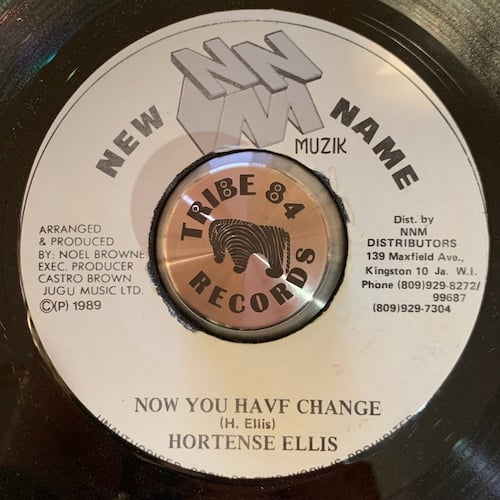 NNM
NEW NAME
MUZIK
TRIBE 84
RECORDS
ARRANGED
& PRODUCED
BY: NOEL BROWNE
EXEC. PRODUCER
CASTRO BROWN
JUGU MUSIC LTD.
©(P) 1989
Dist. by
NNM
DISTRIBUTORS
139 Maxfield Ave.,
Kingston 10 Ja. W.I.
Phone (809)929-8272/
99687
(809)929-7304
NOW YOU HAVF CHANGE
(H. Ellis)
HORTENSE ELLIS